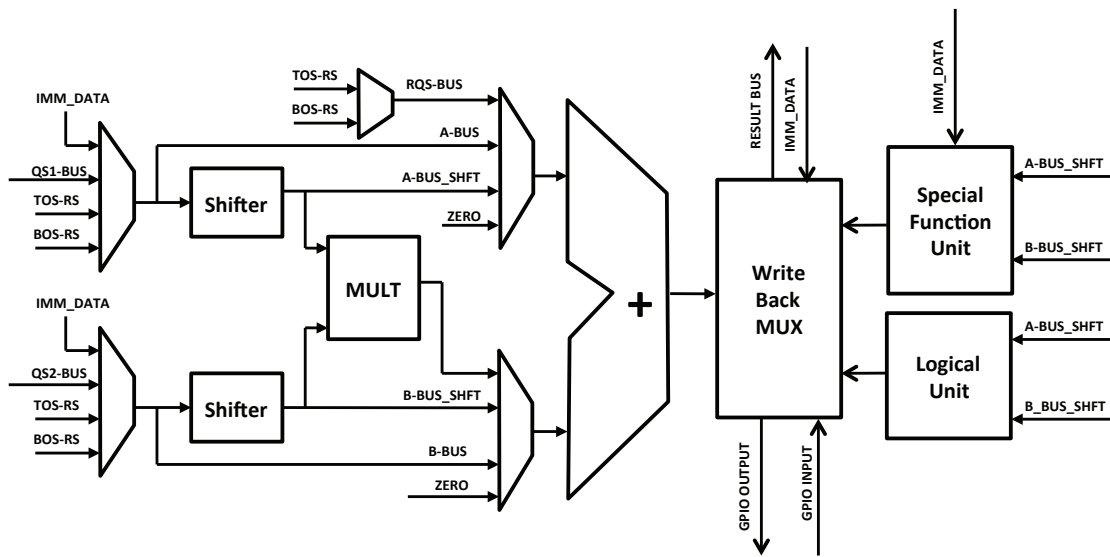 IMM_DATA
QS1-BUS
TOS-RS
BOS-RS
Shifter
TOS-RS
BOS-RS
RQS-BUS
A-BUS
A-BUS_SHFT
ZERO
MULT
IMM_DATA
QS2-BUS
TOS-RS
BOS-RS
Shifter
B-BUS_SHFT
B-BUS
ZERO
+
RESULT BUS
IMM_DATA
Write
Back
MUX
GPIO OUTPUT
GPIO INPUT
IMM_DATA
Special
Function
Unit
A-BUS_SHFT
B-BUS_SHFT
Logical
Unit
A-BUS_SHFT
B_BUS_SHFT